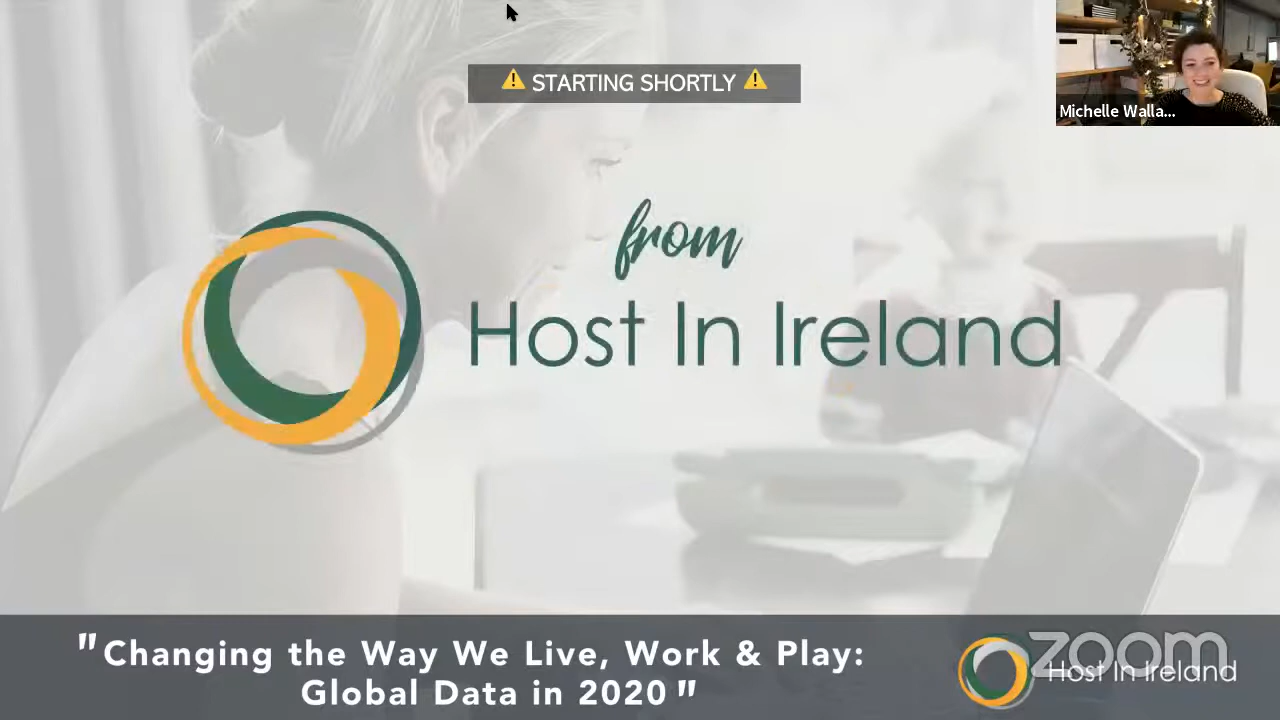 ⚠ STARTING SHORTLY ⚠
Michelle Walla...
from
Host In Ireland
"Changing the Way We Live, Work & Play:
Global Data in 2020"
zoom
Host In Ireland